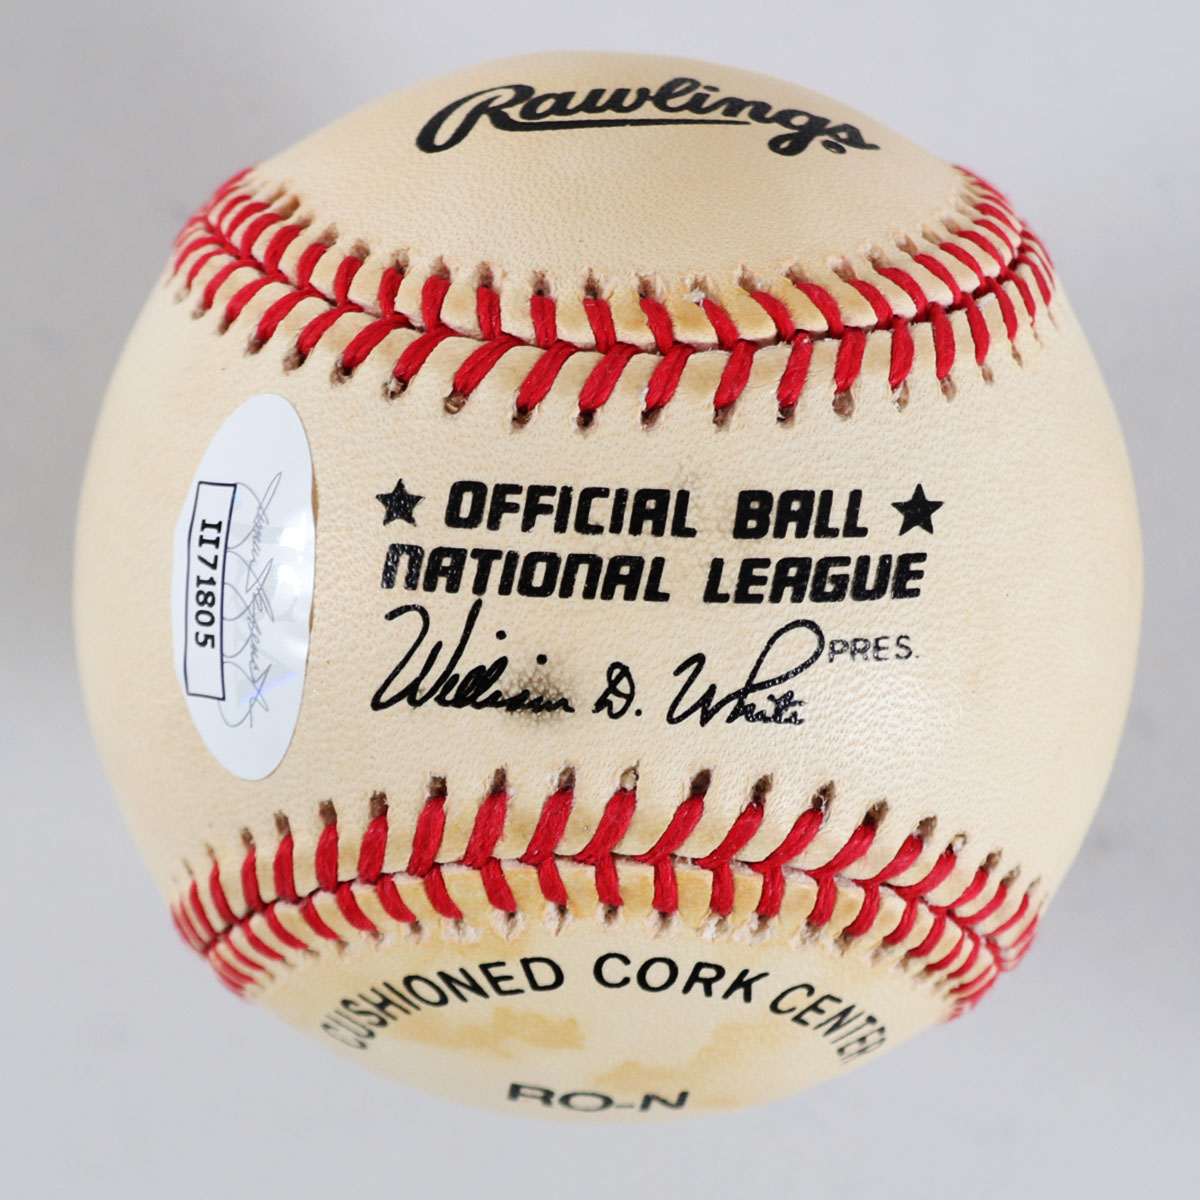 Rawlings
★ OFFICIAL BALL ★
NATIONAL LEAGUE
William D. White PRES.
II71805
CUSHIONED CORK CENTER
RO-N